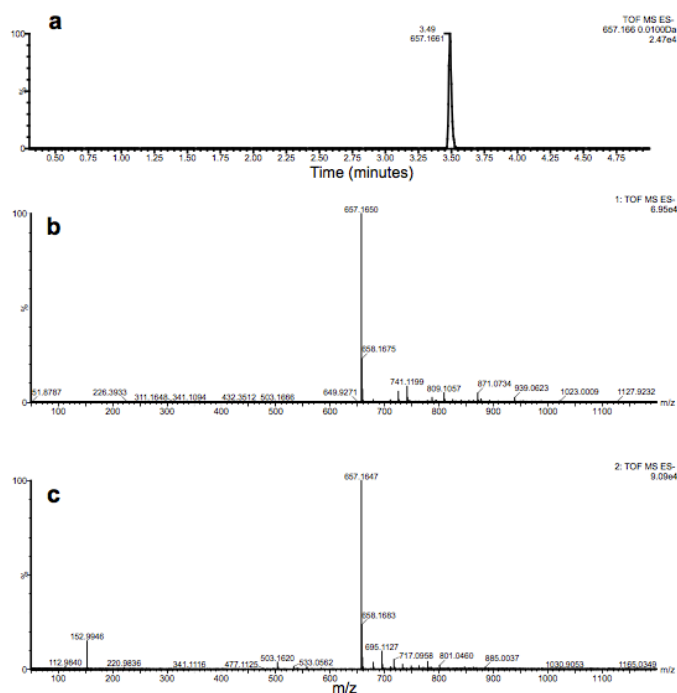 a
TOF MS ES-
657.166 0.0100Da
2.47e4
3.49
657.1661
100
%
0
0.50 0.75 1.00 1.25 1.50 1.75 2.00 2.25 2.50 2.75 3.00 3.25 3.50 3.75 4.00 4.25 4.50 4.75
Time (minutes)
b
1: TOF MS ES-
6.95e4
100
657.1650
%
658.1675
51.8787 226.3933 311.1648 341.1094 432.3512 503.1666 649.9271 741.1199 809.1057 871.0734 939.0623 1023.0009 1127.9232
0
100 200 300 400 500 600 700 800 900 1000 1100 m/z
c
2: TOF MS ES-
9.09e4
100
657.1647
%
658.1683
152.9946 695.1127
112.9840 220.9836 341.1116 477.1125 503.1620 533.0562 717.0958 801.0460 885.0037 1030.9053 1165.0349
0
100 200 300 400 500 600 700 800 900 1000 1100 m/z
m/z